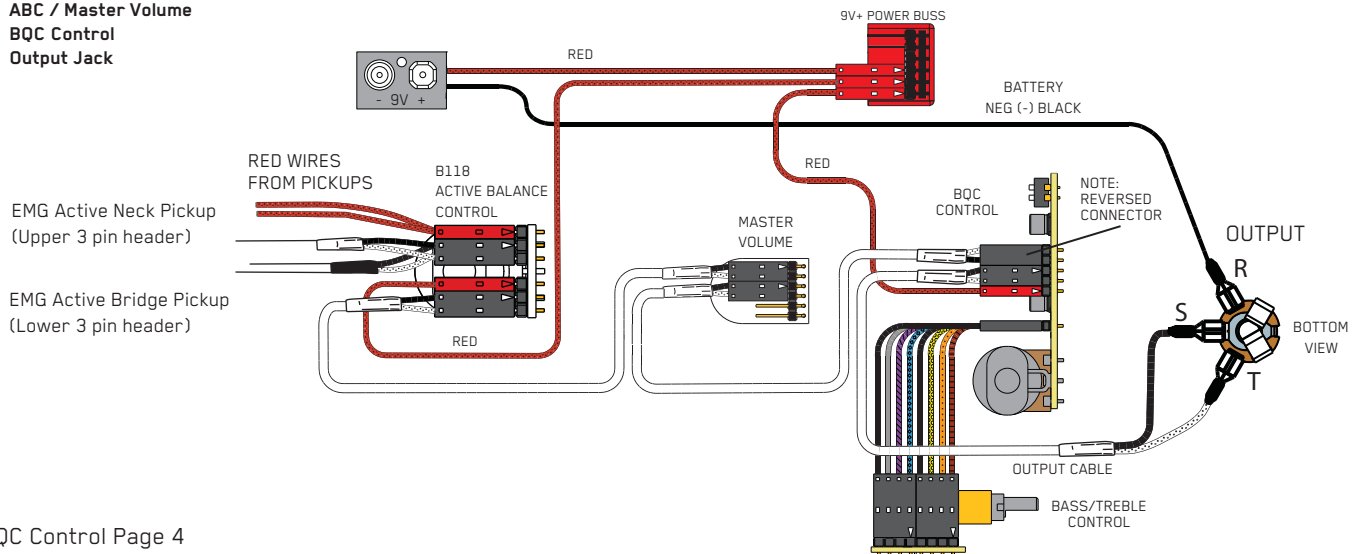 ABC / Master Volume
BQC Control
Output Jack
9V+ POWER BUSS
RED
- 9V +
BATTERY
NEG (-) BLACK
RED WIRES
FROM PICKUPS
B118
ACTIVE BALANCE
CONTROL
RED
BQC
CONTROL
NOTE:
REVERSED
CONNECTOR
EMG Active Neck Pickup
(Upper 3 pin header)
MASTER
VOLUME
OUTPUT
R
EMG Active Bridge Pickup
(Lower 3 pin header)
S
BOTTOM
VIEW
RED
T
OUTPUT CABLE
BASS/TREBLE
CONTROL
QC Control Page 4